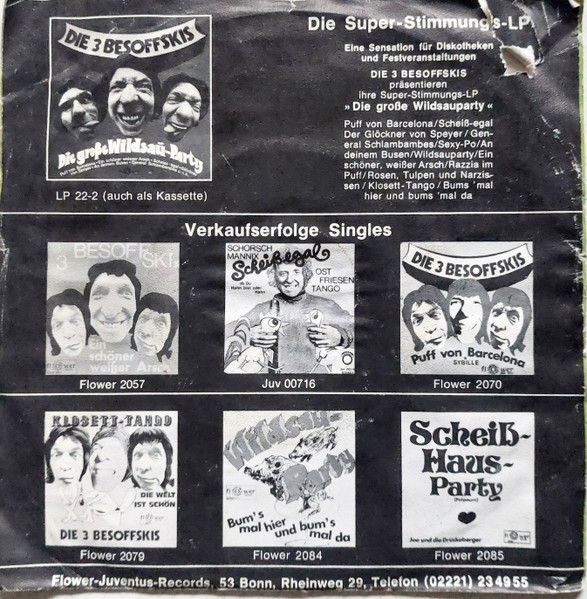 DIE 3 BESOFFSKIS
Die große Wildsau-Party
LP 22-2 (auch als Kassette)
Die Super-Stimmungs-LP
Eine Sensation für Diskotheken
und Festveranstaltungen
DIE 3 BESOFFSKIS
präsentieren
ihre Super-Stimmungs-LP
» Die große Wildsauparty «
Puff von Barcelona/Scheiß-egal
Der Glöckner von Speyer/Gen-
eral Schlambambes/Sexy-Po/An
deinem Busen/Wildsauparty/Ein
schöner, weißer Arsch/Razzia im
Puff/Rosen, Tulpen und Narzis-
sen/Klosett-Tango/Bums 'mal
hier und bums 'mal da
Verkaufserfolge Singles
3 BESOFFSKIS
Ein
schöner
weißer Arsch
Flower 2057
SCHORSCH
MANNIX
Scheißegal
OST
FRIESEN
TANGO
Juv 00716
DIE 3 BESOFFSKIS
Puff von Barcelona
SYBILLE
Flower 2070
KLOSETT-TANGO
DIE WELT
IST SCHÖN
DIE 3 BESOFFSKIS
Flower 2079
Wildsau-
Party
Bum's
mal hier und bum's
mal da
Flower 2084
Scheiß-
Haus-
Party
Jou und die Drückeberger
Flower 2085
Flower-Juventus-Records, 53 Bonn, Rheinweg 29, Telefon (02221) 234955